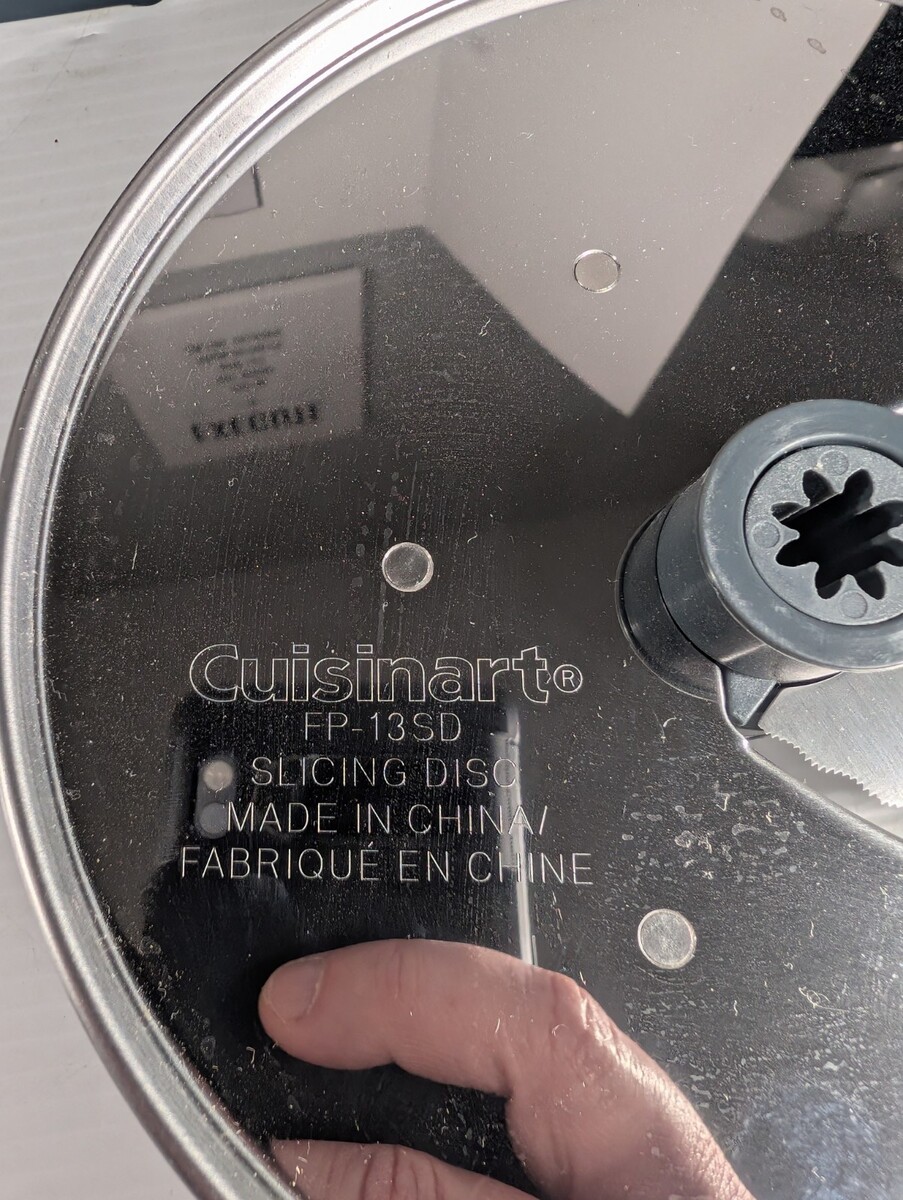 Cuisinart®
FP-13SD
SLICING DISC
MADE IN CHINA/
FABRIQUÉ EN CHINE